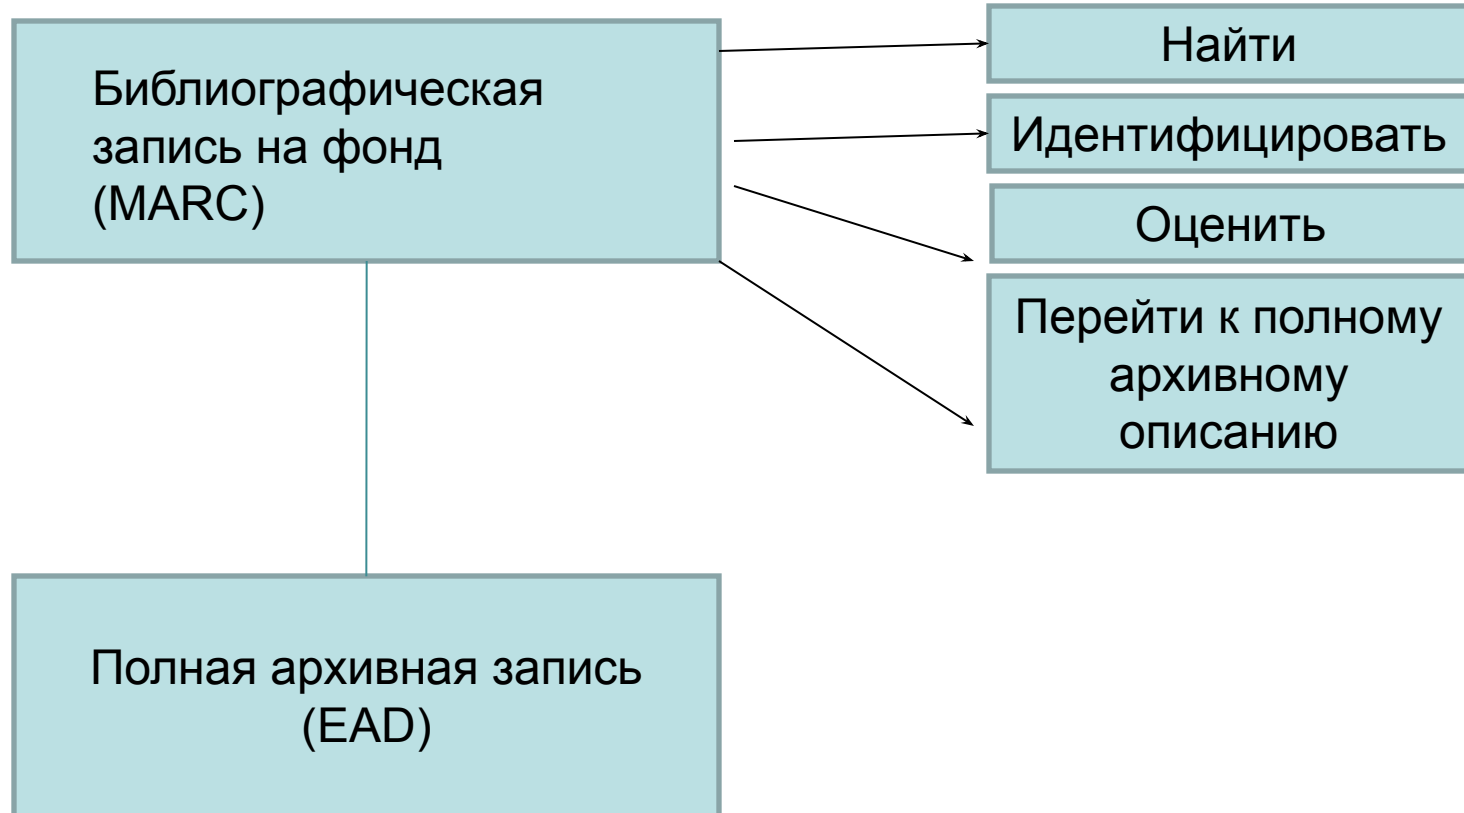 Библиографическая
запись на фонд
(MARC)
Найти
Идентифицировать
Оценить
Перейти к полному
архивному
описанию
Полная архивная запись
(EAD)